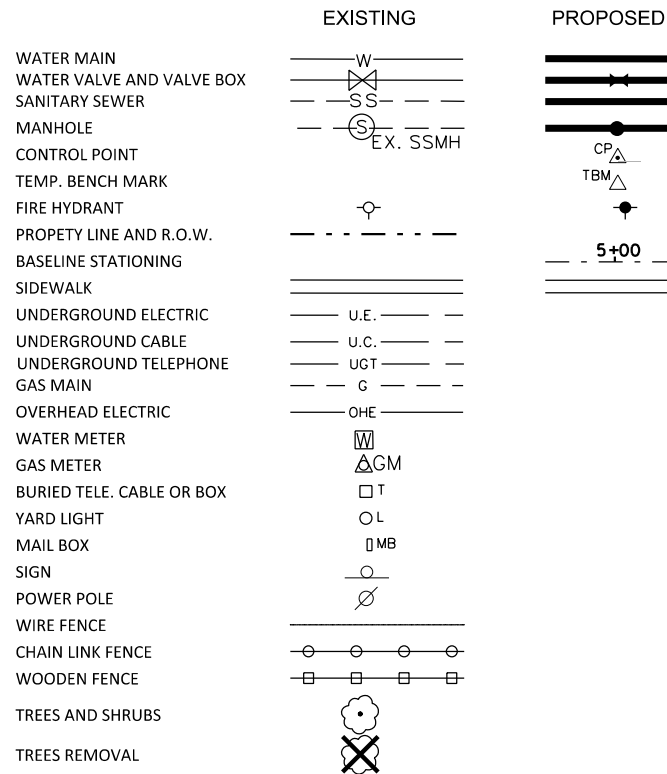 EXISTING PROPOSED
WATER MAIN W
WATER VALVE AND VALVE BOX
SANITARY SEWER SS
MANHOLE S EX. SSMH
CONTROL POINT CP
TEMP. BENCH MARK TBM
FIRE HYDRANT
PROPETY LINE AND R.O.W.
BASELINE STATIONING 5+00
SIDEWALK
UNDERGROUND ELECTRIC U.E.
UNDERGROUND CABLE U.C.
UNDERGROUND TELEPHONE UGT
GAS MAIN G
OVERHEAD ELECTRIC OHE
WATER METER W
GAS METER GM
BURIED TELE. CABLE OR BOX T
YARD LIGHT L
MAIL BOX MB
SIGN
POWER POLE
WIRE FENCE
CHAIN LINK FENCE
WOODEN FENCE
TREES AND SHRUBS
TREES REMOVAL